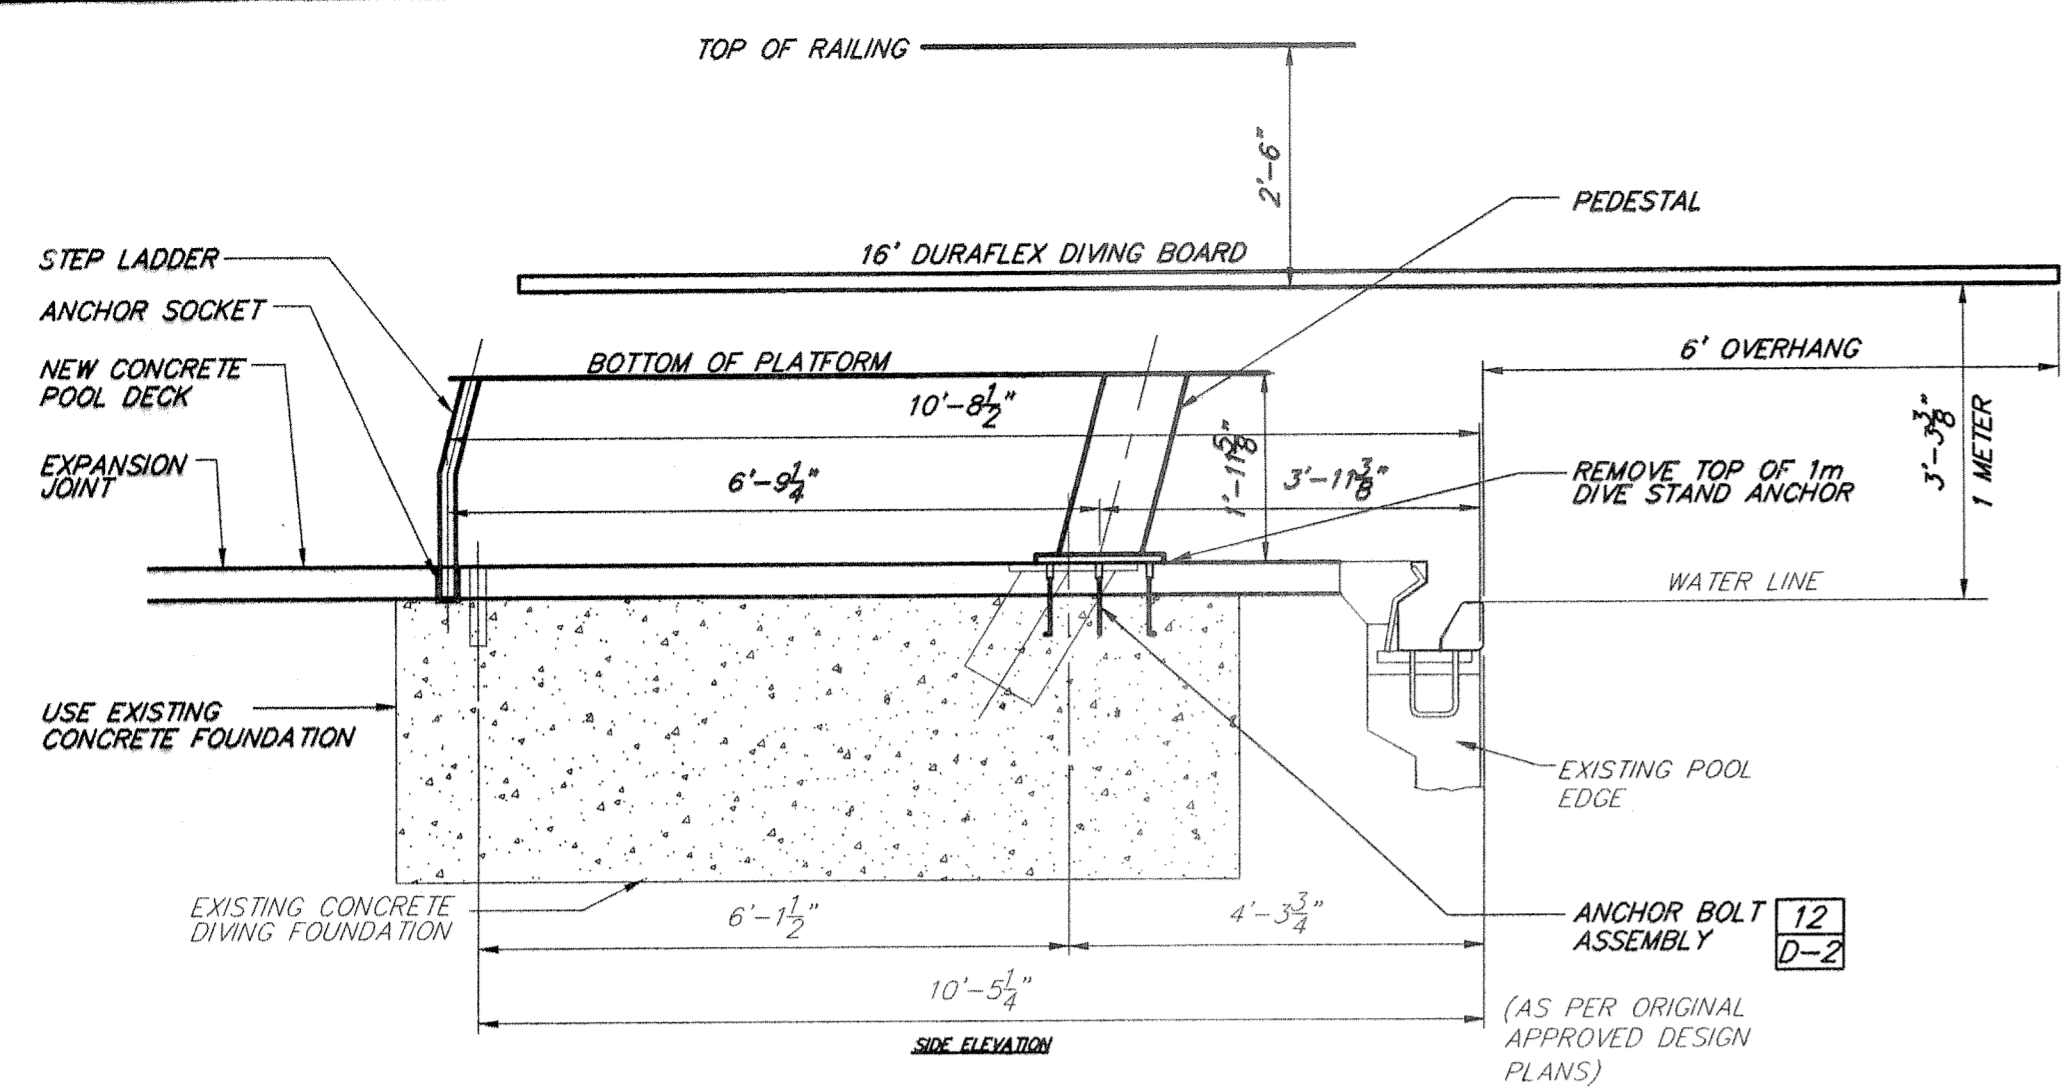 TOP OF RAILING
2'-6"
PEDESTAL
16' DURAFLEX DIVING BOARD
STEP LADDER
ANCHOR SOCKET
NEW CONCRETE
POOL DECK
EXPANSION
JOINT
BOTTOM OF PLATFORM
6' OVERHANG
10'-8 1/2"
6'-9 1/4"
1'-11 5/8"
3'-11 3/8"
3'-3 3/8"
1 METER
REMOVE TOP OF 1m
DIVE STAND ANCHOR
WATER LINE
USE EXISTING
CONCRETE FOUNDATION
EXISTING POOL
EDGE
EXISTING CONCRETE
DIVING FOUNDATION
6'-1 1/2"
4'-3 3/4"
ANCHOR BOLT
ASSEMBLY
12
D-2
10'-5 1/4"
(AS PER ORIGINAL
APPROVED DESIGN
PLANS)
SIDE ELEVATION